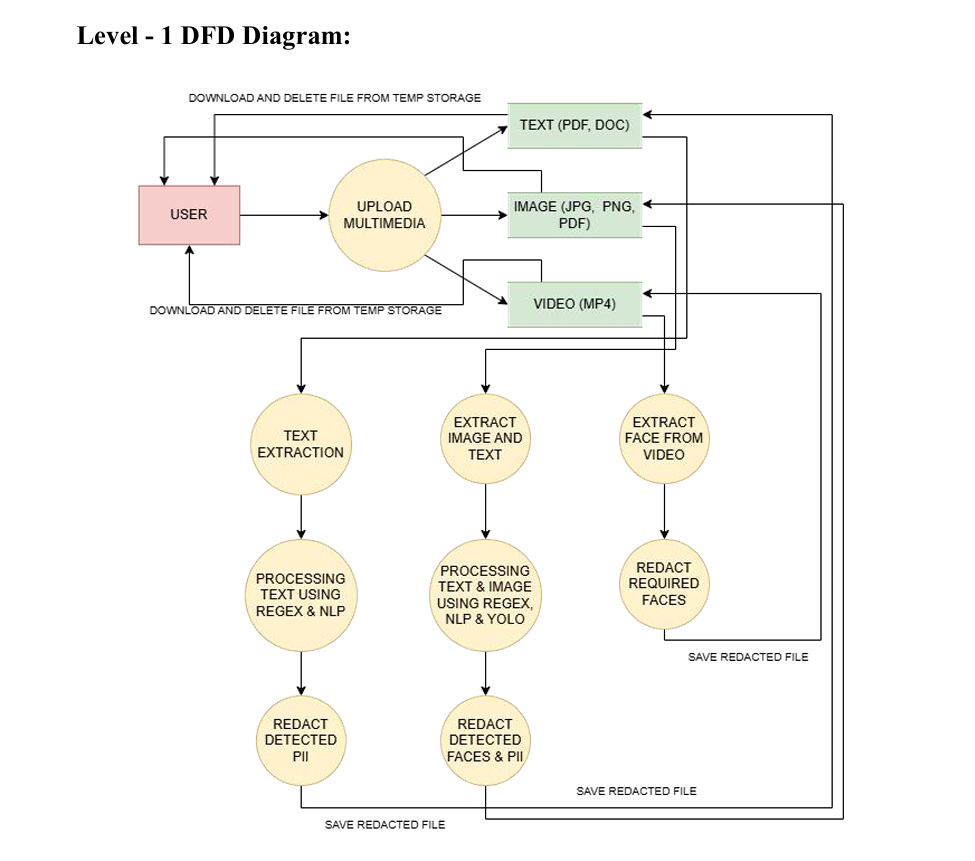 Level - 1 DFD Diagram:
DOWNLOAD AND DELETE FILE FROM TEMP STORAGE
TEXT (PDF, DOC)
USER
UPLOAD
MULTIMEDIA
IMAGE (JPG, PNG,
PDF)
VIDEO (MP4)
DOWNLOAD AND DELETE FILE FROM TEMP STORAGE
TEXT
EXTRACTION
EXTRACT
IMAGE AND
TEXT
EXTRACT
FACE FROM
VIDEO
PROCESSING
TEXT USING
REGEX & NLP
PROCESSING
TEXT & IMAGE
USING REGEX,
NLP & YOLO
REDACT
REQUIRED
FACES
SAVE REDACTED FILE
REDACT
DETECTED
PII
REDACT
DETECTED
FACES & PII
SAVE REDACTED FILE
SAVE REDACTED FILE